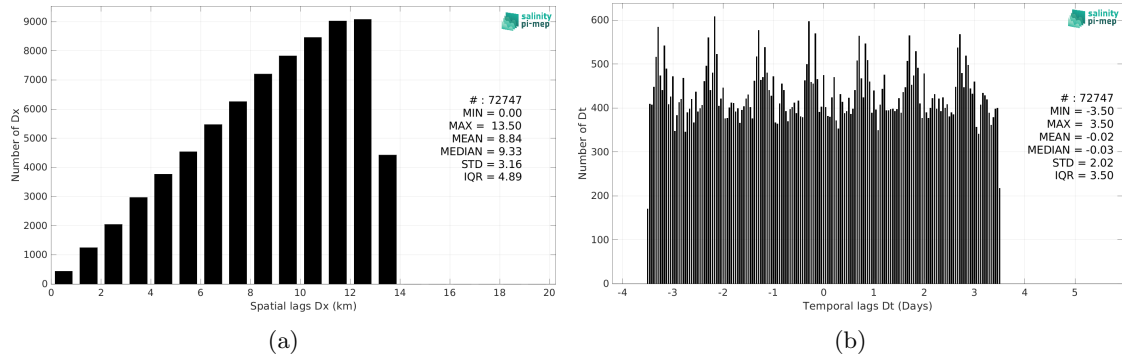 salinity
pi-mep
9000
8000
7000
6000
5000
4000
3000
2000
1000
0
Number of Dx
# : 72747
MIN = 0.00
MAX = 13.50
MEAN = 8.84
MEDIAN = 9.33
STD = 3.16
IQR = 4.89
0 2 4 6 8 10 12 14 16 18 20
Spatial lags Dx (km)
(a)
salinity
pi-mep
600
500
400
300
200
100
0
Number of Dt
# : 72747
MIN = -3.50
MAX = 3.50
MEAN = -0.02
MEDIAN = -0.03
STD = 2.02
IQR = 3.50
-4 -3 -2 -1 0 1 2 3 4 5
Temporal lags Dt (Days)
(b)